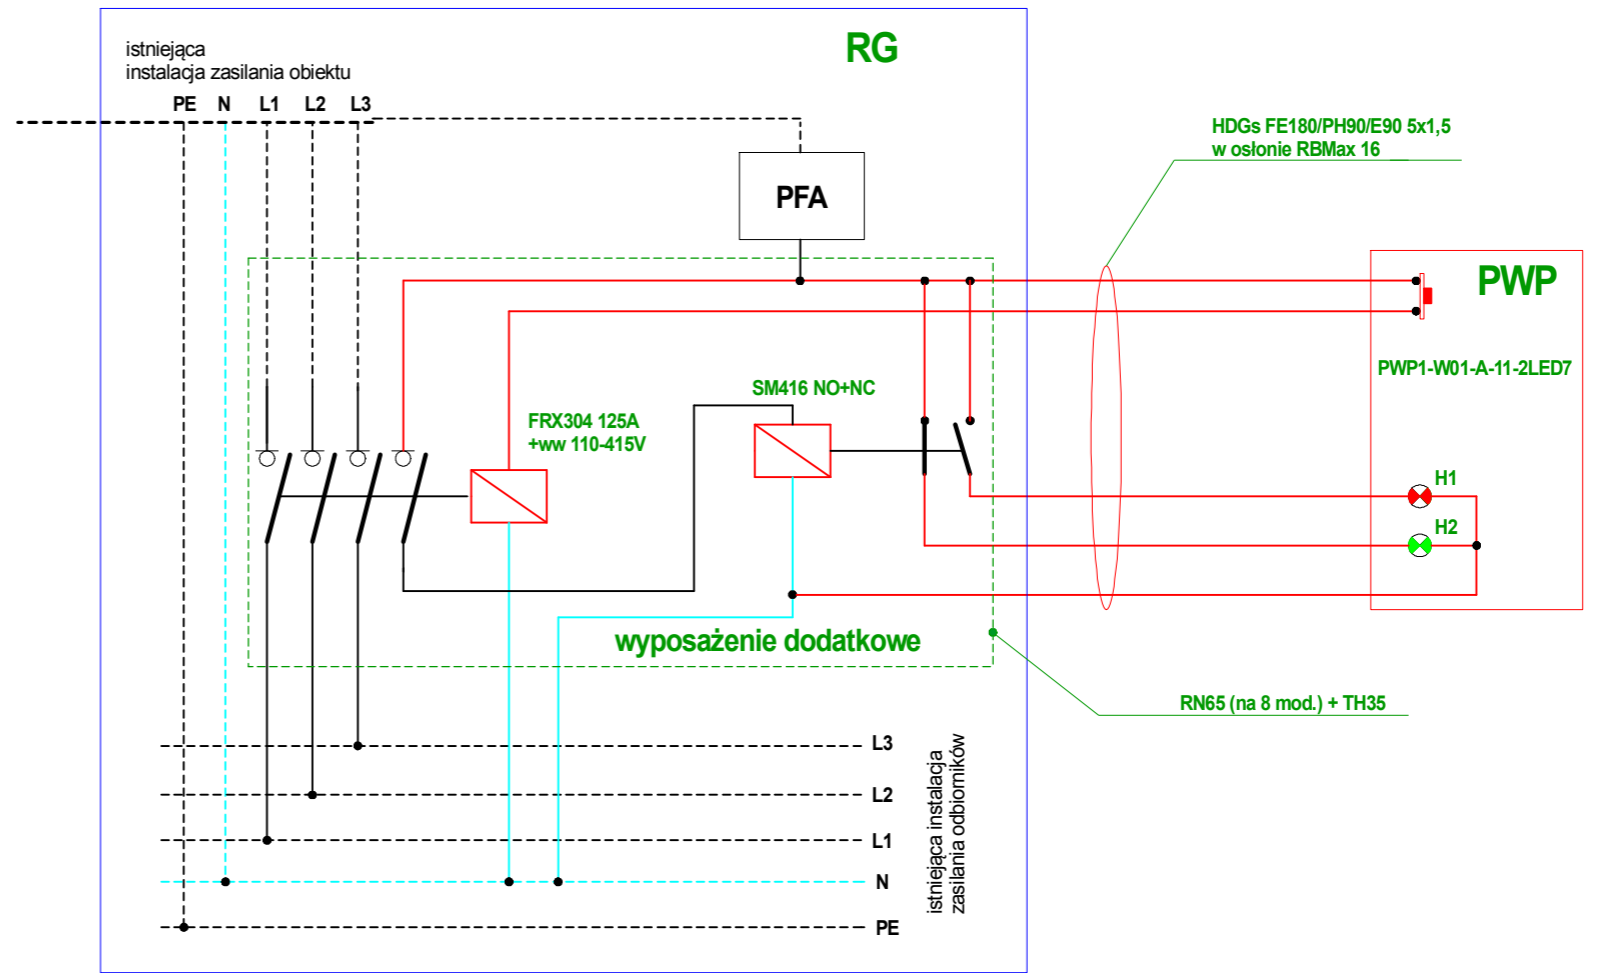 istniejąca
instalacja zasilania obiektu
RG
PE N L1 L2 L3
HDGs FE180/PH90/E90 5x1,5
w osłonie RBMax 16
PFA
PWP
PWP1-W01-A-11-2LED7
SM416 NO+NC
FRX304 125A
+ww 110-415V
H1
H2
wyposażenie dodatkowe
RN65 (na 8 mod.) + TH35
L3
L2
L1
N
PE
istniejąca instalacja
zasilania odbiorników